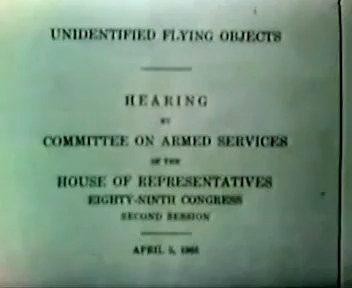 UNIDENTIFIED FLYING OBJECTS
HEARING
BY
COMMITTEE ON ARMED SERVICES
OF THE
HOUSE OF REPRESENTATIVES
EIGHTY-NINTH CONGRESS
SECOND SESSION
APRIL 5, 1966